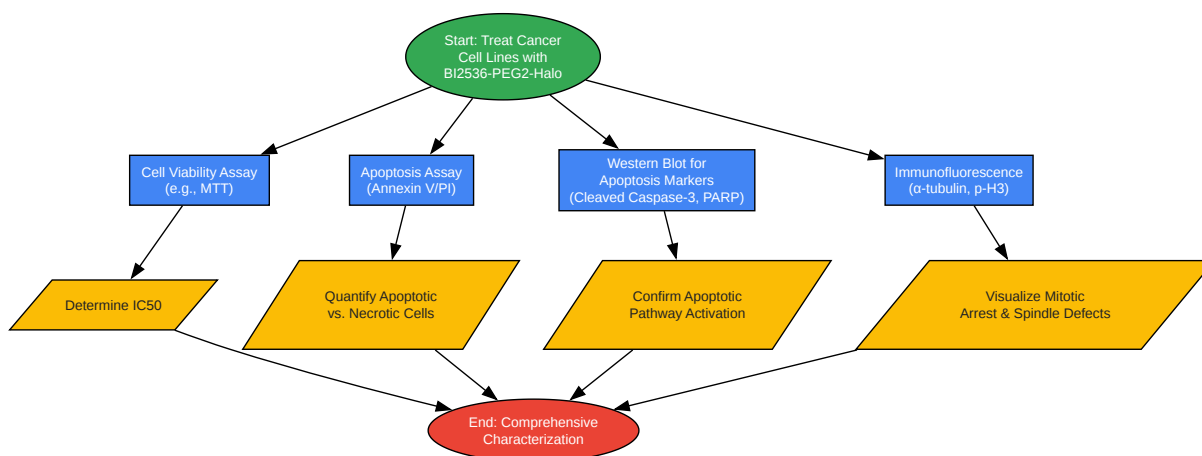 Start: Treat Cancer
Cell Lines with
BI2536-PEG2-Halo
Cell Viability Assay
(e.g., MTT)
Apoptosis Assay
(Annexin V/PI)
Western Blot for
Apoptosis Markers
(Cleaved Caspase-3, PARP)
Immunofluorescence
(α-tubulin, p-H3)
Determine IC50
Quantify Apoptotic
vs. Necrotic Cells
Confirm Apoptotic
Pathway Activation
Visualize Mitotic
Arrest & Spindle Defects
End: Comprehensive
Characterization